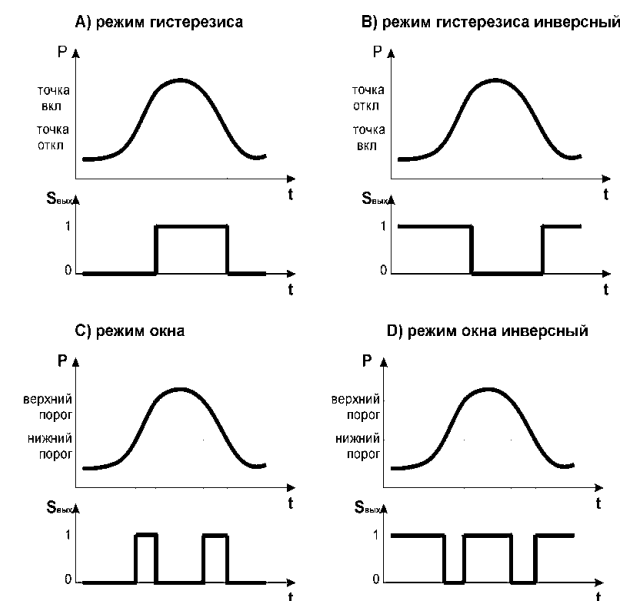 A) режим гистерезиса
P
точка
вкл
точка
откл
t
Sвых
1
0
t
B) режим гистерезиса инверсный
P
точка
откл
точка
вкл
t
Sвых
1
0
t
C) режим окна
P
верхний
порог
нижний
порог
t
Sвых
1
0
t
D) режим окна инверсный
P
верхний
порог
нижний
порог
t
Sвых
1
0
t